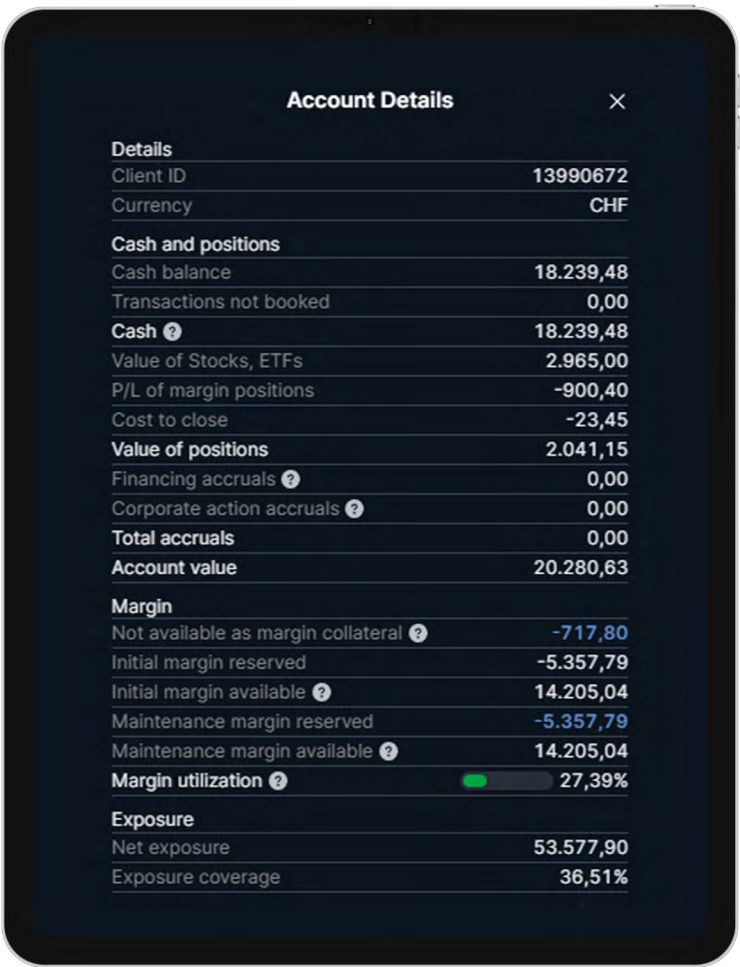 Account Details
Details
Client ID 13990672
Currency CHF
Cash and positions
Cash balance 18.239,48
Transactions not booked 0,00
Cash ? 18.239,48
Value of Stocks, ETFs 2.965,00
P/L of margin positions -900,40
Cost to close -23,45
Value of positions 2.041,15
Financing accruals ? 0,00
Corporate action accruals ? 0,00
Total accruals 0,00
Account value 20.280,63
Margin
Not available as margin collateral ? -717,80
Initial margin reserved -5.357,79
Initial margin available ? 14.205,04
Maintenance margin reserved -5.357,79
Maintenance margin available ? 14.205,04
Margin utilization ? 27,39%
Exposure
Net exposure 53.577,90
Exposure coverage 36,51%